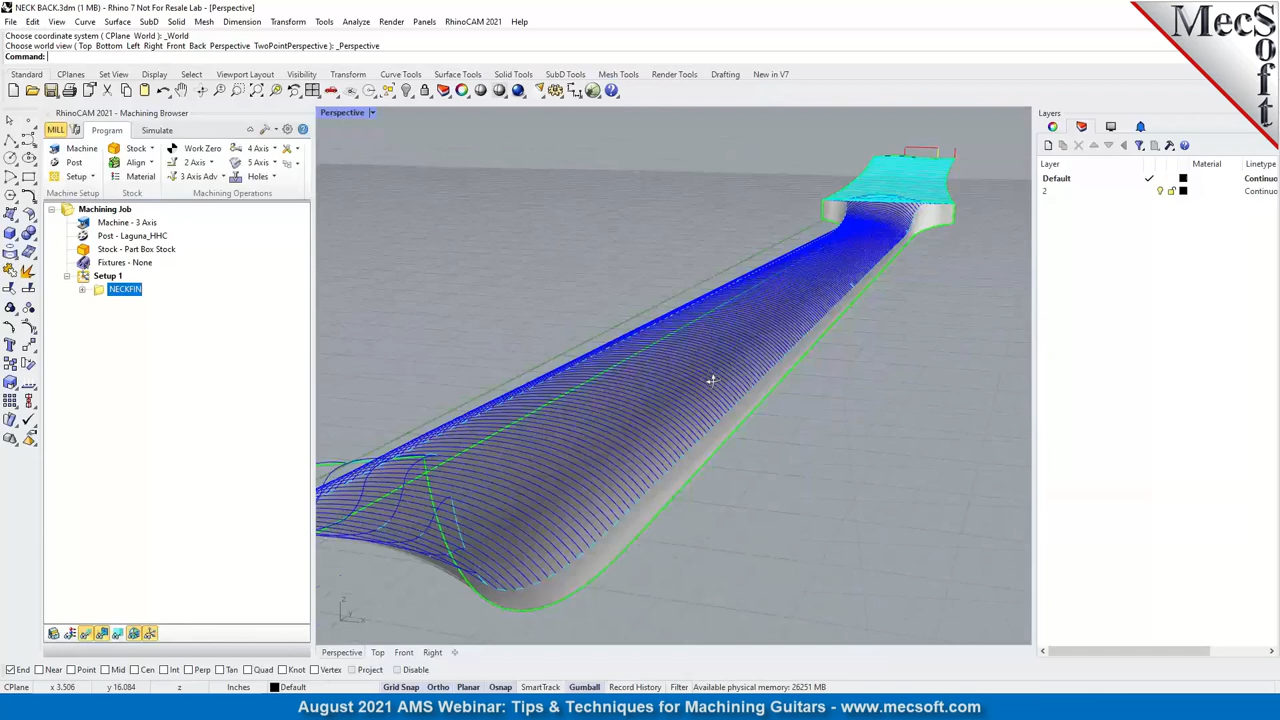 NECK BACK.3dm (1 MB) - Rhino 7 Not For Resale Lab - [Perspective]
File Edit View Curve Surface SubD Solid Mesh Dimension Transform Tools Analyze Render Panels RhinoCAM 2021 Help
Choose coordinate system ( CPlane World ): _World
Choose world view ( Top Bottom Left Right Front Back Perspective TwoPointPerspective ): _Perspective
Command:
Standard CPlanes Set View Display Select Viewport Layout Visibility Transform Curve Tools Surface Tools Solid Tools SubD Tools Mesh Tools Render Tools Drafting New in V7
MecSoft
RhinoCAM 2021 - Machining Browser
MILL Program Simulate
Machine Stock Work Zero 4 Axis
Post Align 2 Axis 5 Axis
Setup Material 3 Axis Adv Holes
Machine Setup Stock Machining Operations
Machining Job
Machine - 3 Axis
Post - Laguna_HHC
Stock - Part Box Stock
Fixtures - None
Setup 1
NECKFIN
Perspective
z
y
Layers
Layer Material Linetype
Default Continuo
2 Continuo
Perspective Top Front Right
End Near Point Mid Cen Int Perp Tan Quad Knot Vertex Project Disable
CPlane x 3.506 y 16.084 z Inches Default Grid Snap Ortho Planar Osnap SmartTrack Gumball Record History Filter Available physical memory: 26251 MB
August 2021 AMS Webinar: Tips & Techniques for Machining Guitars - www.mecsoft.com